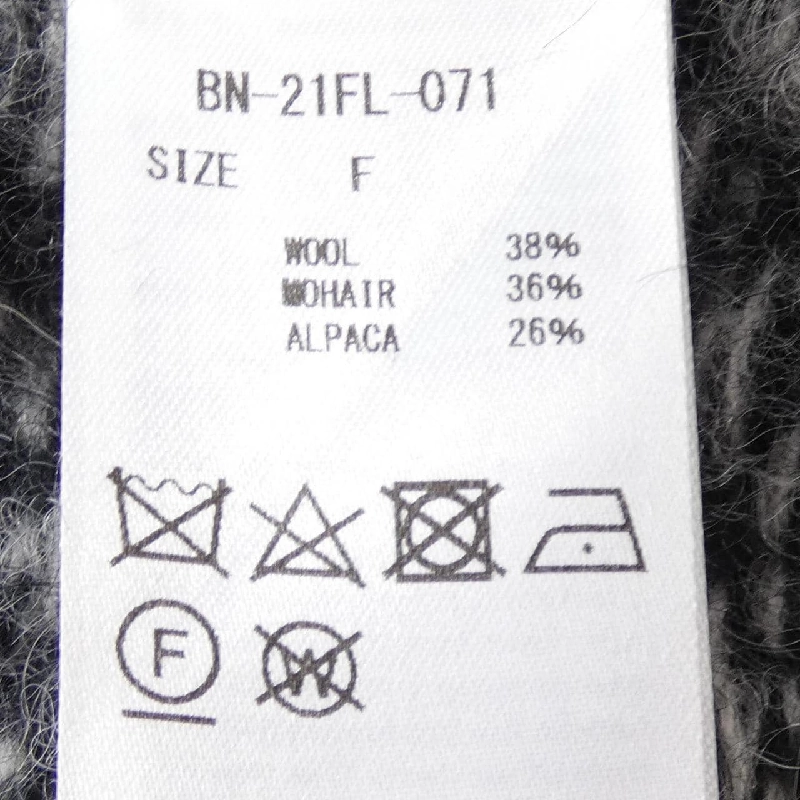 BN-21FL-071
SIZE F
WOOL 38%
MOHAIR 36%
ALPACA 26%
F
W